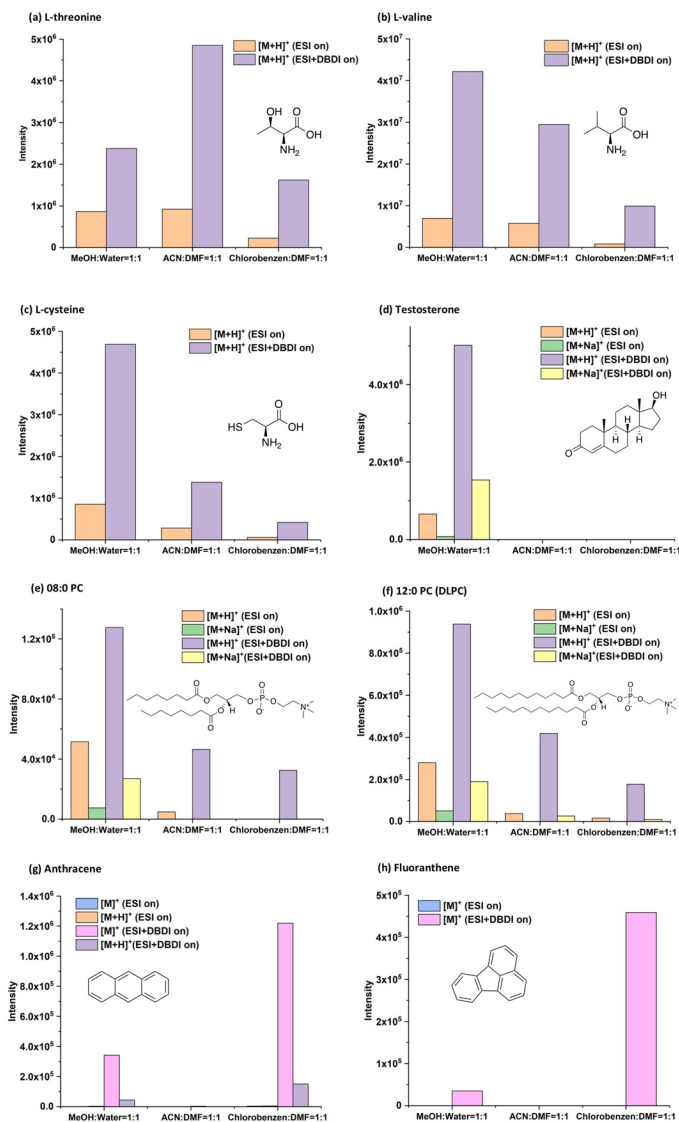 (a) L-threonine
[M+H]⁺ (ESI on)
[M+H]⁺ (ESI+DBDI on)
Intensity
5x10⁶
4x10⁶
3x10⁶
2x10⁶
1x10⁶
0
OH
O
OH
NH₂
MeOH:Water=1:1
ACN:DMF=1:1
Chlorobenzen:DMF=1:1
(b) L-valine
[M+H]⁺ (ESI on)
[M+H]⁺ (ESI+DBDI on)
Intensity
5x10⁷
4x10⁷
3x10⁷
2x10⁷
1x10⁷
0
O
OH
NH₂
MeOH:Water=1:1
ACN:DMF=1:1
Chlorobenzen:DMF=1:1
(c) L-cysteine
[M+H]⁺ (ESI on)
[M+H]⁺ (ESI+DBDI on)
Intensity
5x10⁶
4x10⁶
3x10⁶
2x10⁶
1x10⁶
0
O
HS
OH
NH₂
MeOH:Water=1:1
ACN:DMF=1:1
Chlorobenzen:DMF=1:1
(d) Testosterone
[M+H]⁺ (ESI on)
[M+Na]⁺ (ESI on)
[M+H]⁺ (ESI+DBDI on)
[M+Na]⁺(ESI+DBDI on)
Intensity
4.0x10⁶
2.0x10⁶
0.0
OH
H
H
H
O
MeOH:Water=1:1
ACN:DMF=1:1
Chlorobenzen:DMF=1:1
(e) 08:0 PC
[M+H]⁺ (ESI on)
[M+Na]⁺ (ESI on)
[M+H]⁺ (ESI+DBDI on)
[M+Na]⁺(ESI+DBDI on)
Intensity
1.2x10⁵
8.0x10⁴
4.0x10⁴
0.0
O
O
O
P
O
O
H
O⁻
N⁺
O
O
MeOH:Water=1:1
ACN:DMF=1:1
Chlorobenzen:DMF=1:1
(f) 12:0 PC (DLPC)
[M+H]⁺ (ESI on)
[M+Na]⁺ (ESI on)
[M+H]⁺ (ESI+DBDI on)
[M+Na]⁺(ESI+DBDI on)
Intensity
1.0x10⁶
8.0x10⁵
6.0x10⁵
4.0x10⁵
2.0x10⁵
0.0
O
O
O
P
O
O
H
O⁻
N⁺
O
O
MeOH:Water=1:1
ACN:DMF=1:1
Chlorobenzen:DMF=1:1
(g) Anthracene
[M]⁺ (ESI on)
[M+H]⁺ (ESI on)
[M]⁺ (ESI+DBDI on)
[M+H]⁺(ESI+DBDI on)
Intensity
1.4x10⁶
1.2x10⁶
1.0x10⁶
8.0x10⁵
6.0x10⁵
4.0x10⁵
2.0x10⁵
0.0
MeOH:Water=1:1
ACN:DMF=1:1
Chlorobenzen:DMF=1:1
(h) Fluoranthene
[M]⁺ (ESI on)
[M]⁺ (ESI+DBDI on)
Intensity
5x10⁵
4x10⁵
3x10⁵
2x10⁵
1x10⁵
0
MeOH:Water=1:1
ACN:DMF=1:1
Chlorobenzen:DMF=1:1